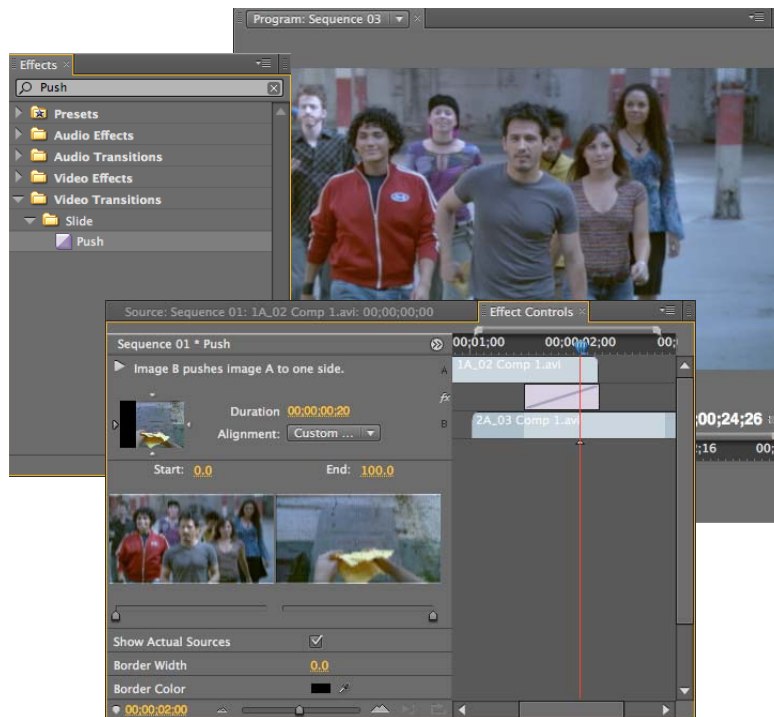 Program: Sequence 03
Effects
Push
Presets
Audio Effects
Audio Transitions
Video Effects
Video Transitions
Slide
Push
Source: Sequence 01: 1A_02 Comp 1.avi: 00;00;00;00
Effect Controls
Sequence 01 * Push
00;01;00 00;00;02;00 00;
Image B pushes image A to one side.
A
1A_02 Comp 1.avi
fx
Duration 00;00;00;20
B
2A_03 Comp 1.avi
Alignment: Custom ...
;00;24;26
;16 00;
Start: 0.0 End: 100.0
Show Actual Sources
Border Width 0.0
Border Color
00;00;02;00